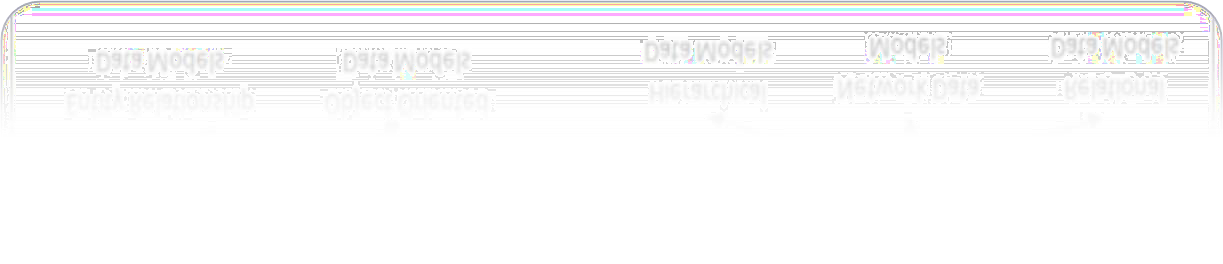 Data Models Data Models Data Models Models Data Models
Entity Relationship Object Oriented Hierarchical Network Data Relational